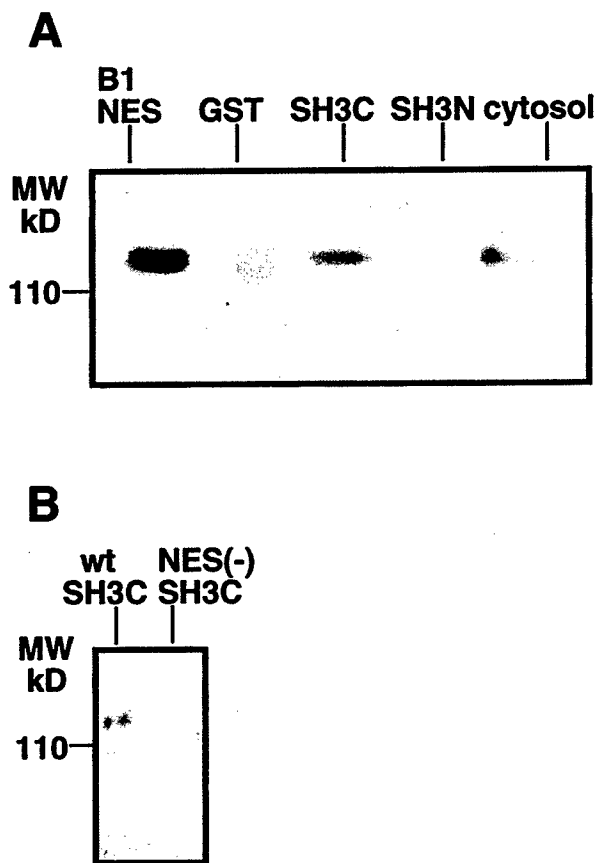 A
B1
NES GST SH3C SH3N cytosol
MW
kD
110
B
wt NES(-)
SH3C SH3C
MW
kD
110